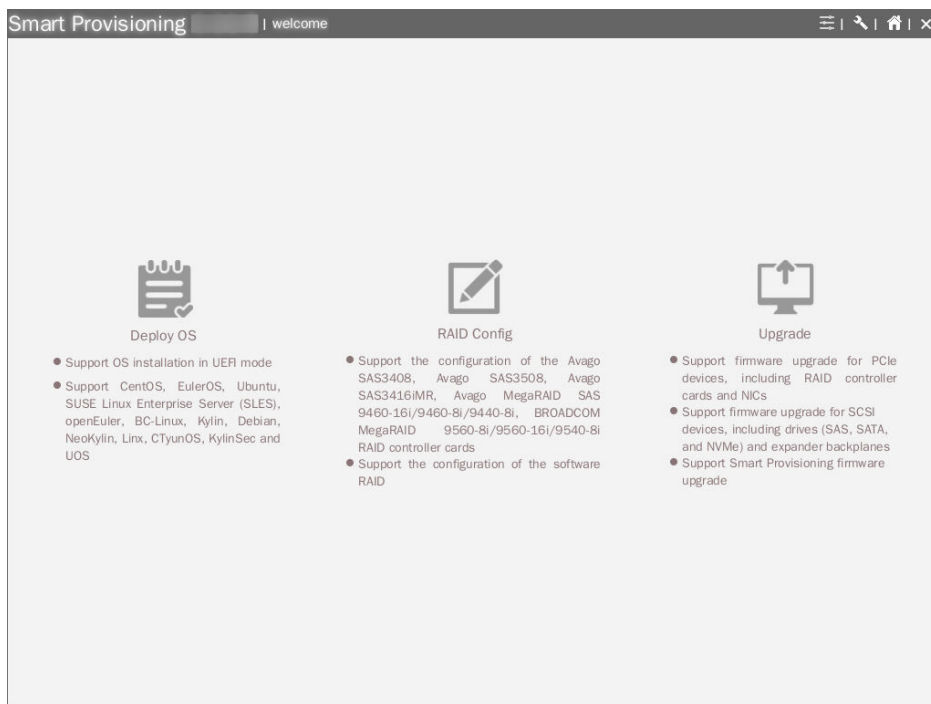 Smart Provisioning | welcome
Deploy OS
● Support OS installation in UEFI mode
● Support CentOS, EulerOS, Ubuntu,
SUSE Linux Enterprise Server (SLES),
openEuler, BC-Linux, Kylin, Debian,
NeoKylin, Linx, CTyunOS, KylinSec and
UOS
RAID Config
● Support the configuration of the Avago
SAS3408, Avago SAS3508, Avago
SAS3416iMR, Avago MegaRAID SAS
9460-16i/9460-8i/9440-8i, BROADCOM
MegaRAID 9560-8i/9560-16i/9540-8i
RAID controller cards
● Support the configuration of the software
RAID
Upgrade
● Support firmware upgrade for PCIe
devices, including RAID controller
cards and NICs
● Support firmware upgrade for SCSI
devices, including drives (SAS, SATA,
and NVMe) and expander backplanes
● Support Smart Provisioning firmware
upgrade